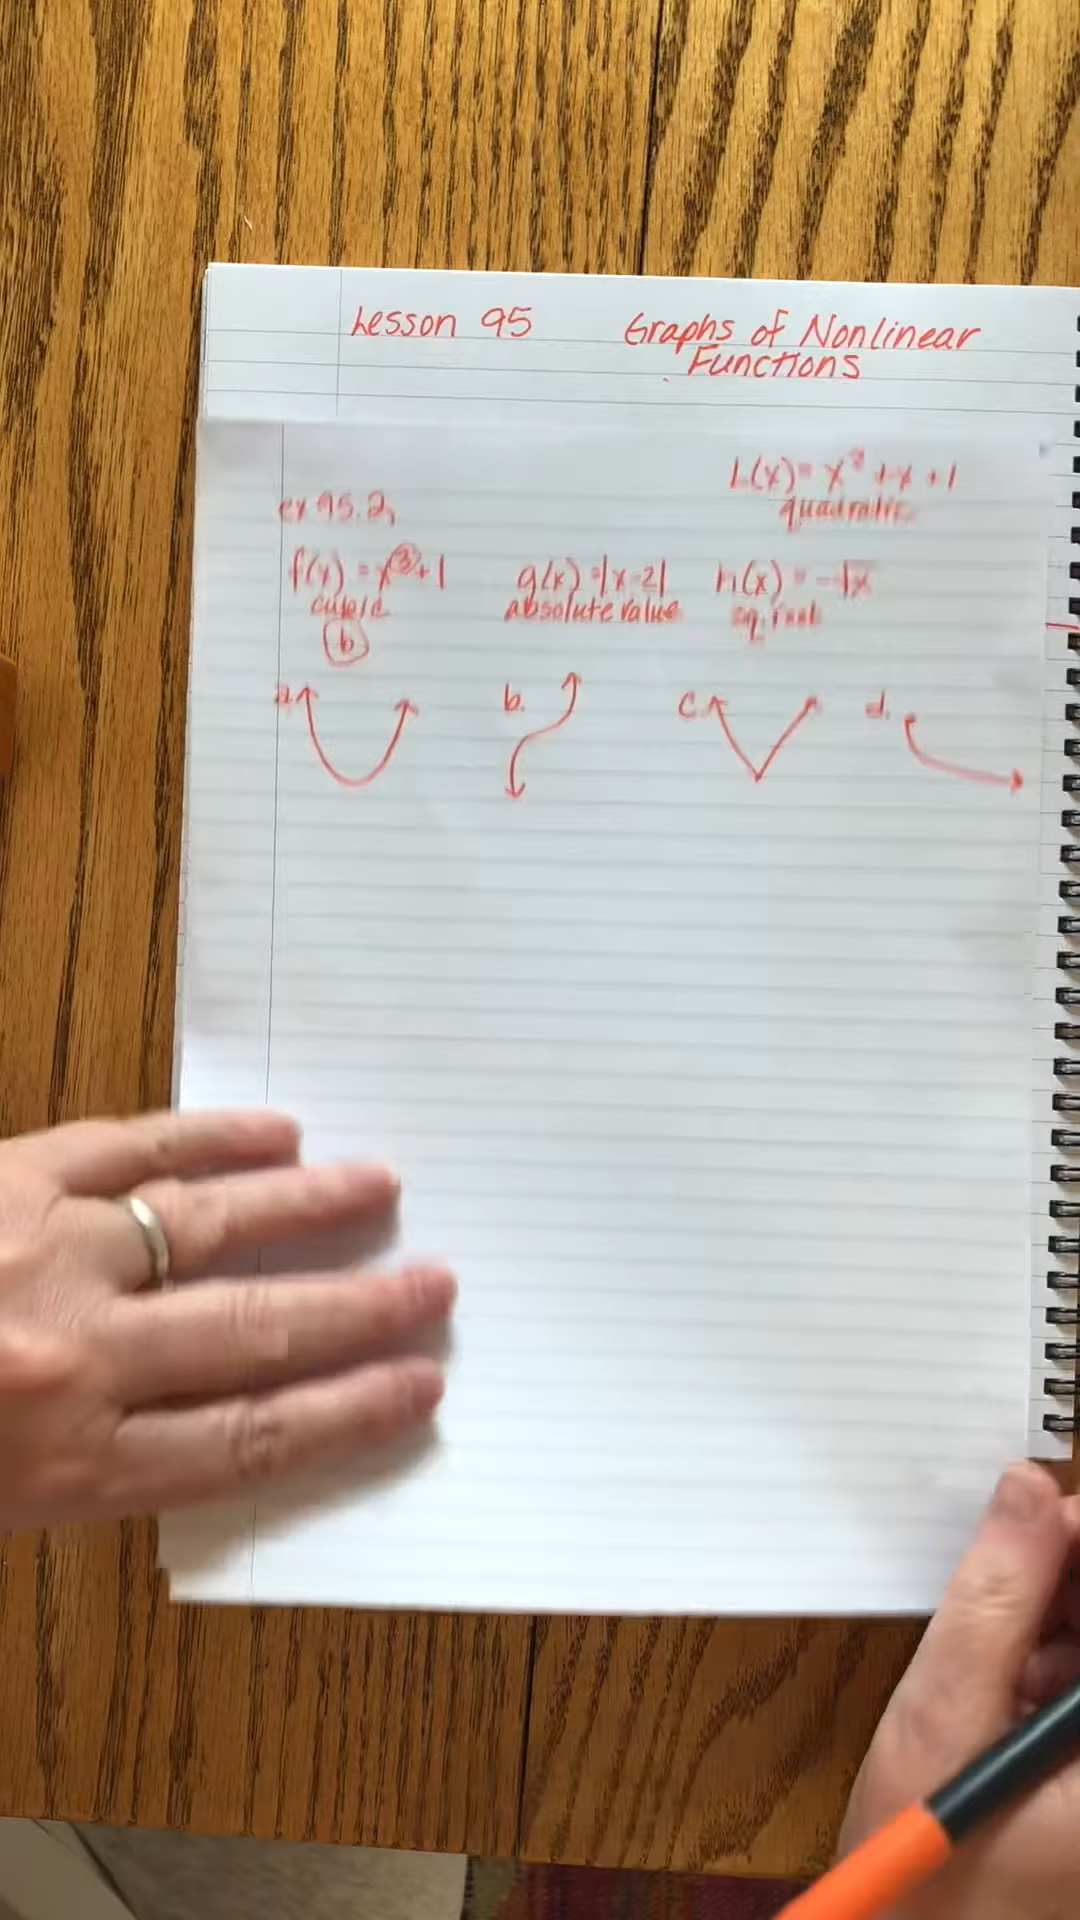 Lesson 95 Graphs of Nonlinear
Functions
L(x) = x² + x + 1
quadratic
ex 95.2
f(x) = x³ + 1 g(x) = |x-2| h(x) = -√x
absolute value sq. root
b
a. b. c. d.